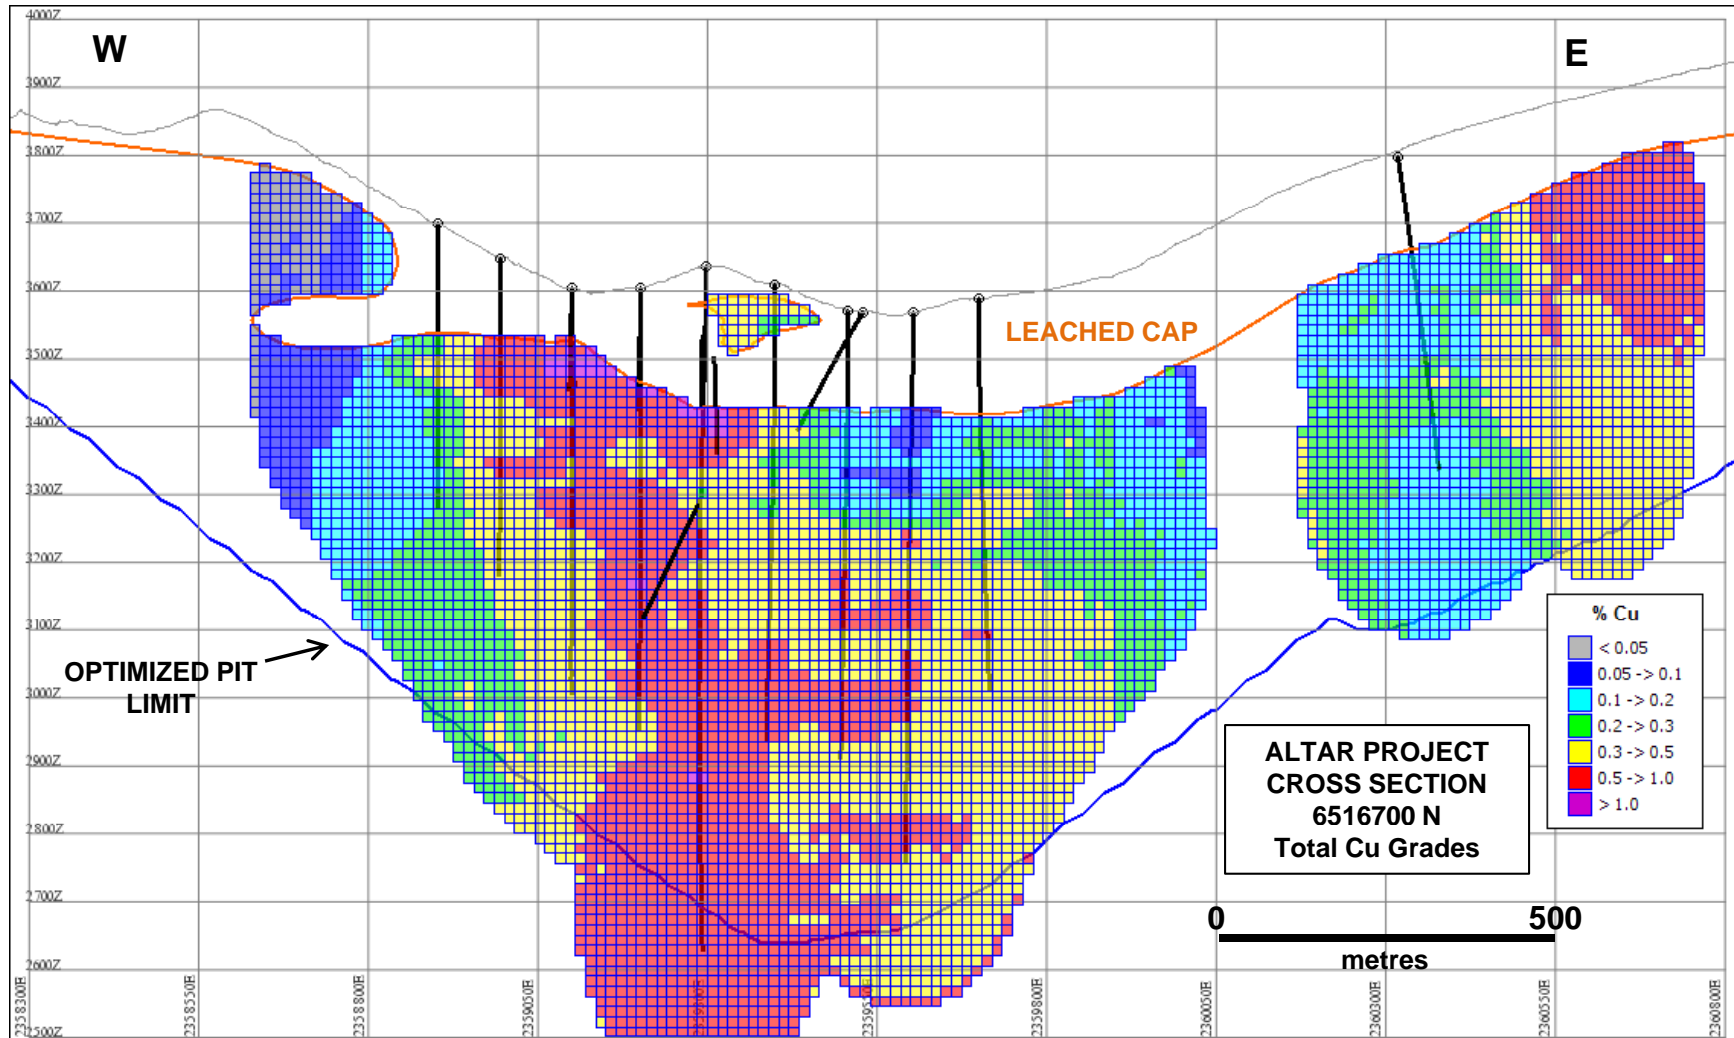 4000Z
W
E
3900Z
3800Z
3700Z
3600Z
3500Z
LEACHED CAP
3400Z
3300Z
3200Z
3100Z
OPTIMIZED PIT
LIMIT
3000Z
2900Z
2800Z
2700Z
2600Z
2500Z
% Cu
< 0.05
0.05 -> 0.1
0.1 -> 0.2
0.2 -> 0.3
0.3 -> 0.5
0.5 -> 1.0
> 1.0
ALTAR PROJECT
CROSS SECTION
6516700 N
Total Cu Grades
0 500
metres
2358300E
2358550E
2358800E
2359050E
2359800E
2360050E
2360300E
2360550E
2360800E